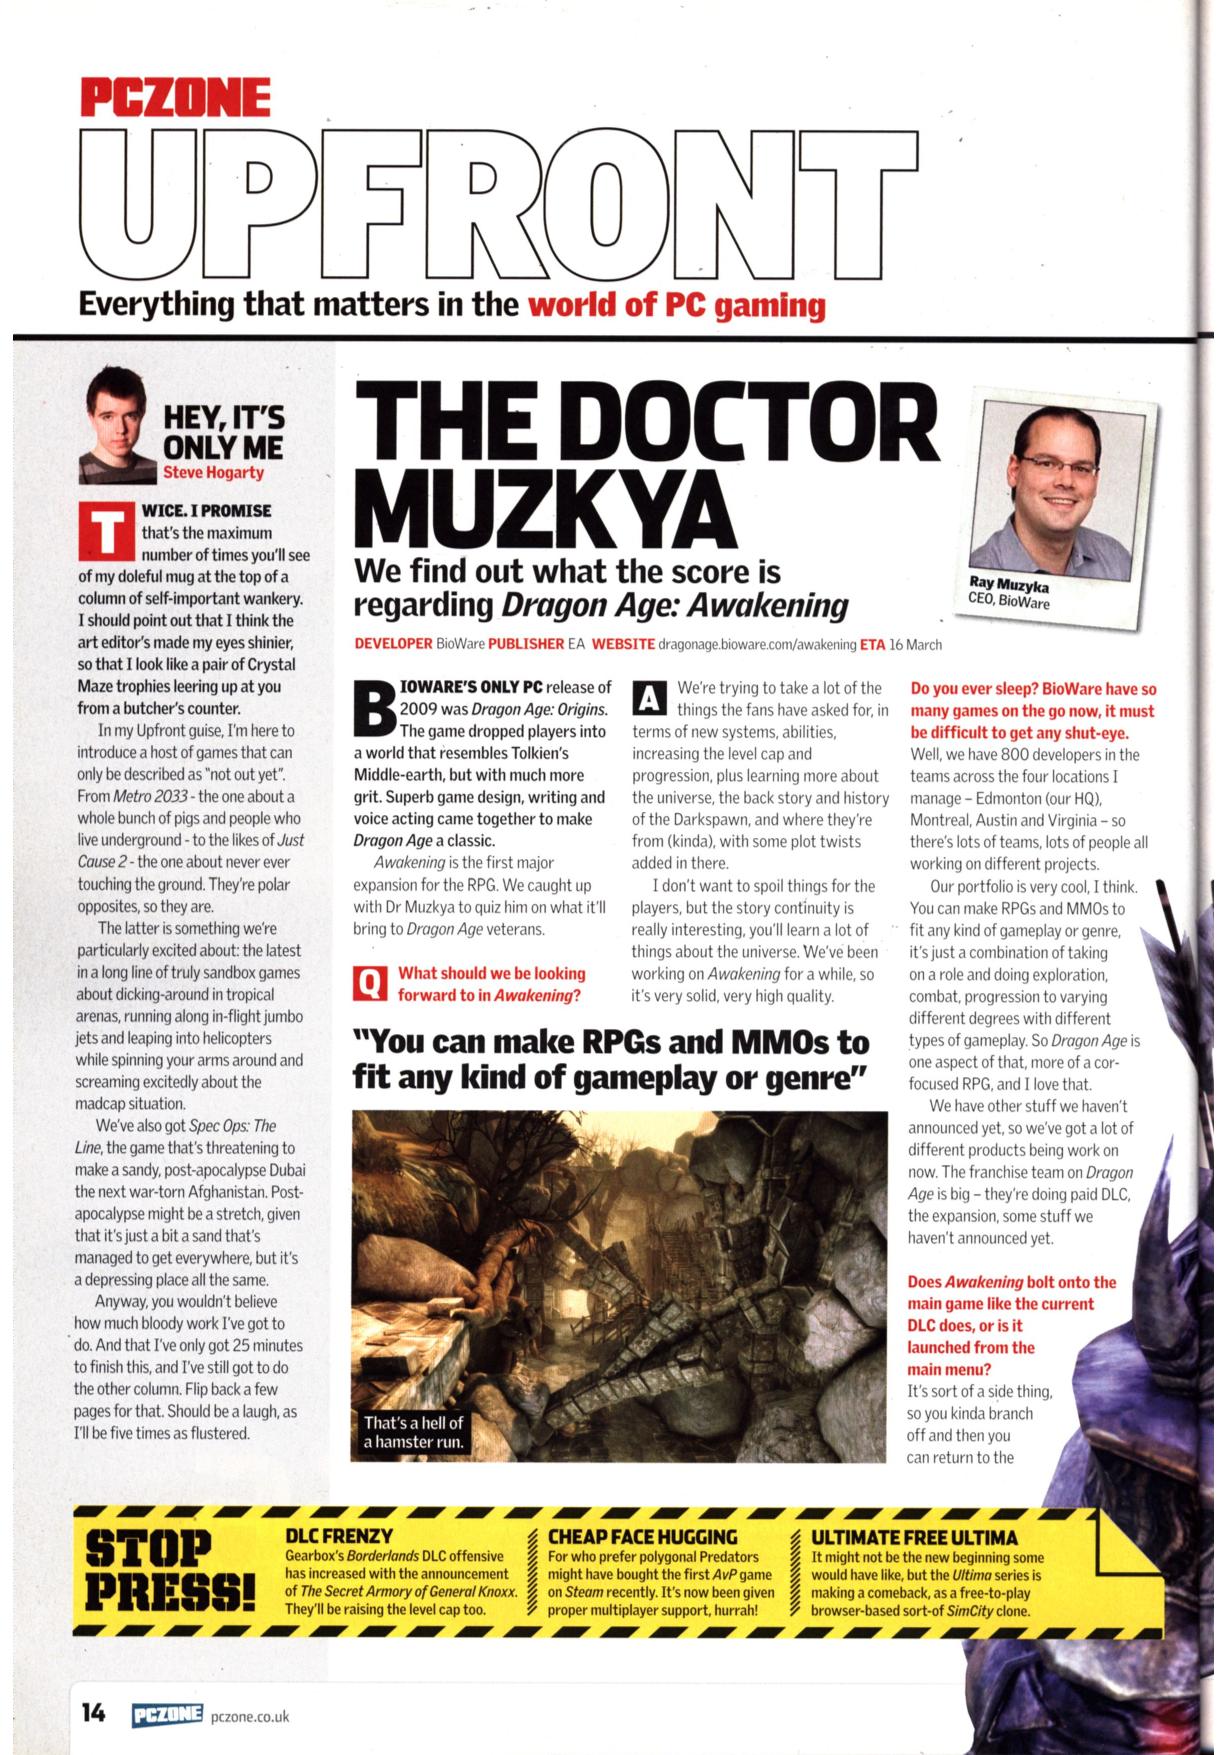 PCZONE
UPFRONT
Everything that matters in the world of PC gaming
HEY, IT'S
ONLY ME
Steve Hogarty
TWICE. I PROMISE
that's the maximum
number of times you'll see
of my doleful mug at the top of a
column of self-important wankery.
I should point out that I think the
art editor's made my eyes shinier,
so that I look like a pair of Crystal
Maze trophies leering up at you
from a butcher's counter.
In my Upfront guise, I'm here to
introduce a host of games that can
only be described as "not out yet".
From Metro 2033 - the one about a
whole bunch of pigs and people who
live underground - to the likes of Just
Cause 2 - the one about never ever
touching the ground. They're polar
opposites, so they are.
The latter is something we're
particularly excited about: the latest
in a long line of truly sandbox games
about dicking-around in tropical
arenas, running along in-flight jumbo
jets and leaping into helicopters
while spinning your arms around and
screaming excitedly about the
madcap situation.
We've also got Spec Ops: The
Line, the game that's threatening to
make a sandy, post-apocalypse Dubai
the next war-torn Afghanistan. Post-
apocalypse might be a stretch, given
that it's just a bit a sand that's
managed to get everywhere, but it's
a depressing place all the same.
Anyway, you wouldn't believe
how much bloody work I've got to
do. And that I've only got 25 minutes
to finish this, and I've still got to do
the other column. Flip back a few
pages for that. Should be a laugh, as
I'll be five times as flustered.
THE DOCTOR
MUZKYA
We find out what the score is
regarding Dragon Age: Awakening
DEVELOPER BioWare PUBLISHER EA WEBSITE dragonage.bioware.com/awakening ETA 16 March
Ray Muzyka
CEO, BioWare
BIOWARE'S ONLY PC release of
2009 was Dragon Age: Origins.
The game dropped players into
a world that resembles Tolkien's
Middle-earth, but with much more
grit. Superb game design, writing and
voice acting came together to make
Dragon Age a classic.
Awakening is the first major
expansion for the RPG. We caught up
with Dr Muzkya to quiz him on what it'll
bring to Dragon Age veterans.
Q What should we be looking
forward to in Awakening?
A We're trying to take a lot of the
things the fans have asked for, in
terms of new systems, abilities,
increasing the level cap and
progression, plus learning more about
the universe, the back story and history
of the Darkspawn, and where they're
from (kinda), with some plot twists
added in there.
I don't want to spoil things for the
players, but the story continuity is
really interesting, you'll learn a lot of
things about the universe. We've been
working on Awakening for a while, so
it's very solid, very high quality.
"You can make RPGs and MMOs to
fit any kind of gameplay or genre"
That's a hell of
a hamster run.
Do you ever sleep? BioWare have so
many games on the go now, it must
be difficult to get any shut-eye.
Well, we have 800 developers in the
teams across the four locations I
manage – Edmonton (our HQ),
Montreal, Austin and Virginia – so
there's lots of teams, lots of people all
working on different projects.
Our portfolio is very cool, I think.
You can make RPGs and MMOs to
fit any kind of gameplay or genre,
it's just a combination of taking
on a role and doing exploration,
combat, progression to varying
different degrees with different
types of gameplay. So Dragon Age is
one aspect of that, more of a cor-
focused RPG, and I love that.
We have other stuff we haven't
announced yet, so we've got a lot of
different products being work on
now. The franchise team on Dragon
Age is big – they're doing paid DLC,
the expansion, some stuff we
haven't announced yet.
Does Awakening bolt onto the
main game like the current
DLC does, or is it
launched from the
main menu?
It's sort of a side thing,
so you kinda branch
off and then you
can return to the
STOP
PRESS!
DLC FRENZY
Gearbox's Borderlands DLC offensive
has increased with the announcement
of The Secret Armory of General Knoxx.
They'll be raising the level cap too.
CHEAP FACE HUGGING
For who prefer polygonal Predators
might have bought the first AvP game
on Steam recently. It's now been given
proper multiplayer support, hurrah!
ULTIMATE FREE ULTIMA
It might not be the new beginning some
would have like, but the Ultima series is
making a comeback, as a free-to-play
browser-based sort-of SimCity clone.
14 PCZONE pczone.co.uk